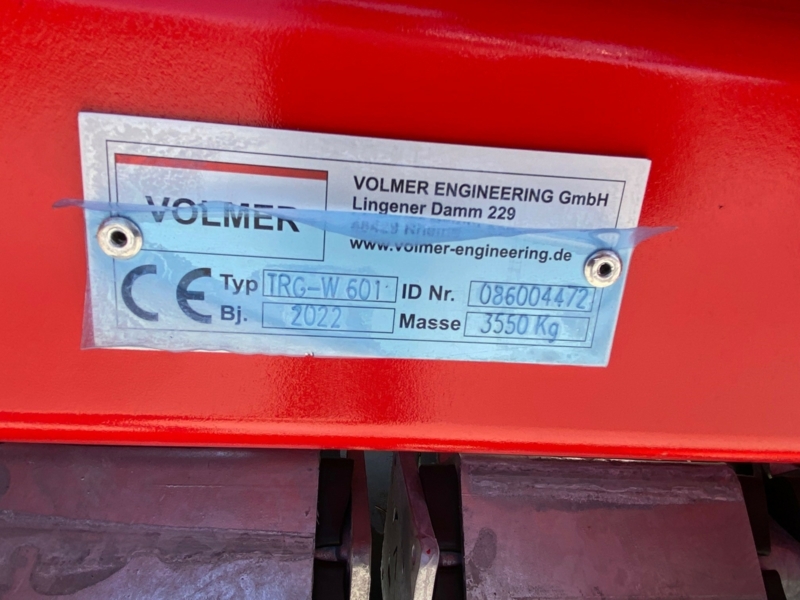 VOLMER
VOLMER ENGINEERING GmbH
Lingener Damm 229
www.volmer-engineering.de
CE
Typ TRG-W 601 ID Nr. 086004472
Bj. 2022 Masse 3550 Kg